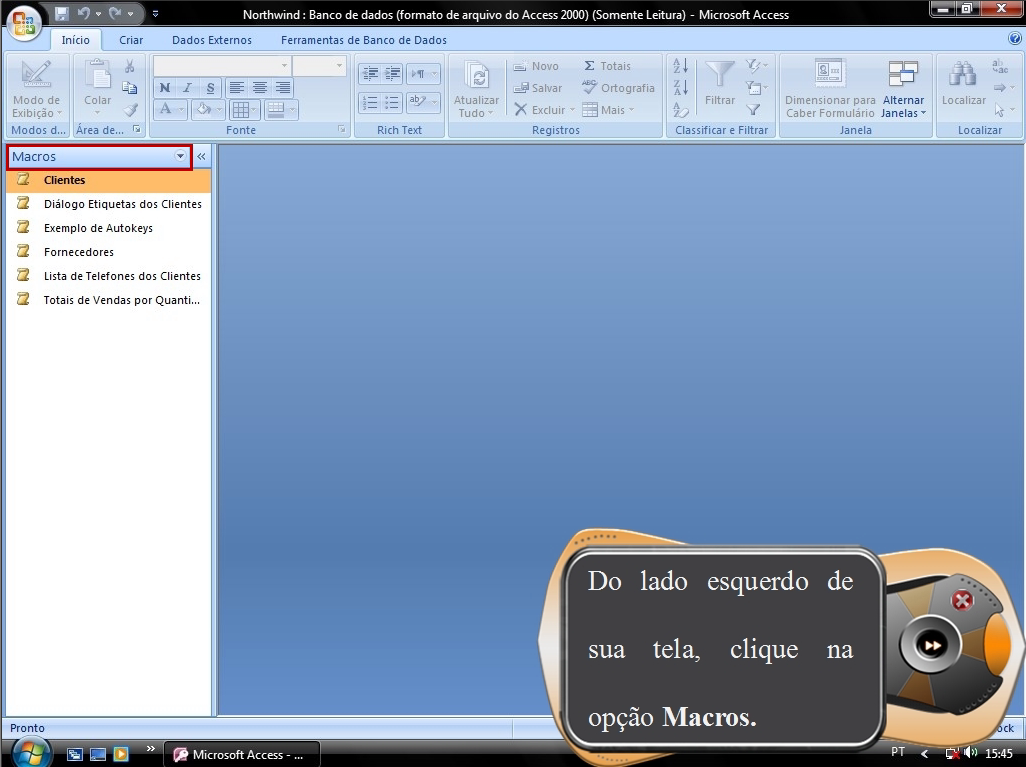 Northwind : Banco de dados (formato de arquivo do Access 2000) (Somente Leitura) - Microsoft Access
Início Criar Dados Externos Ferramentas de Banco de Dados
Modo de Exibição
Modos d...
Colar
Área de...
N I S
A
Fonte
ab
Rich Text
Atualizar Tudo
Novo
Salvar
Excluir
Σ Totais
Ortografia
Mais
Registros
Filtrar
Classificar e Filtrar
Dimensionar para Caber Formulário
Alternar Janelas
Janela
Localizar
Localizar
Macros
Clientes
Diálogo Etiquetas dos Clientes
Exemplo de Autokeys
Fornecedores
Lista de Telefones dos Clientes
Totais de Vendas por Quanti...
Do lado esquerdo de
sua tela, clique na
opção Macros.
Pronto
Microsoft Access - ...
PT
15:45